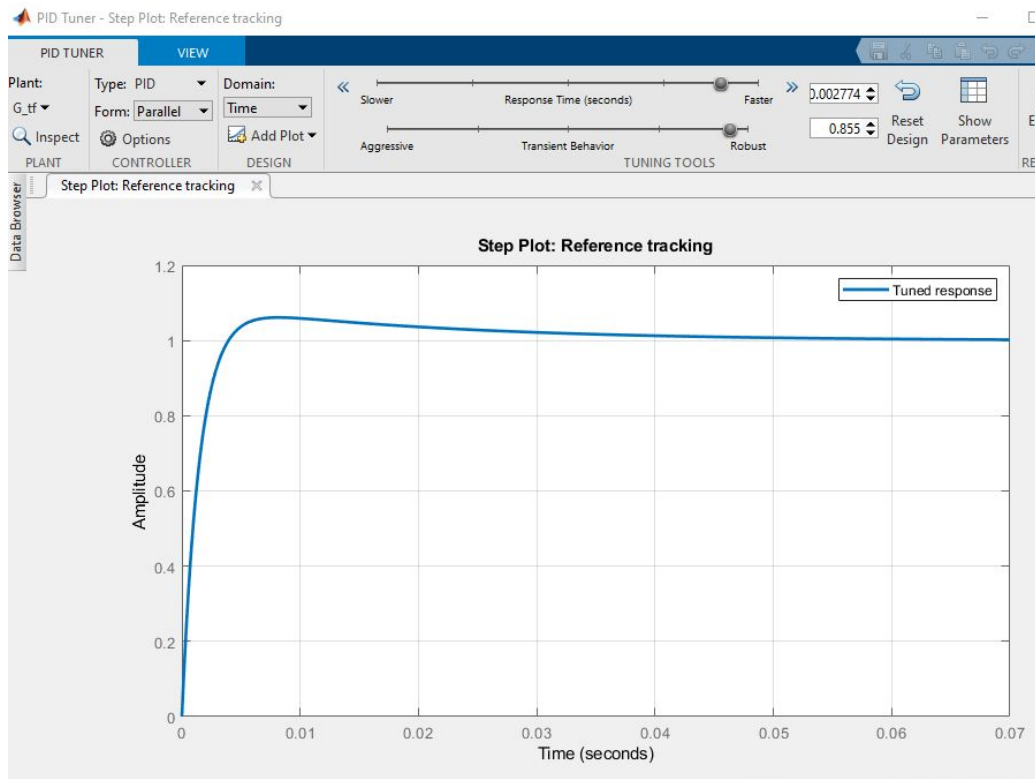 PID Tuner - Step Plot: Reference tracking
PID TUNER
VIEW
Plant:
G_tf
Inspect
PLANT
Type: PID
Form: Parallel
Options
CONTROLLER
Domain:
Time
Add Plot
DESIGN
Slower
Response Time (seconds)
Faster
Aggressive
Transient Behavior
Robust
0.002774
0.855
TUNING TOOLS
Reset
Design
Show
Parameters
E
RE
Data Browser
Step Plot: Reference tracking
Step Plot: Reference tracking
Tuned response
Amplitude
1.2
1
0.8
0.6
0.4
0.2
0
0 0.01 0.02 0.03 0.04 0.05 0.06 0.07
Time (seconds)